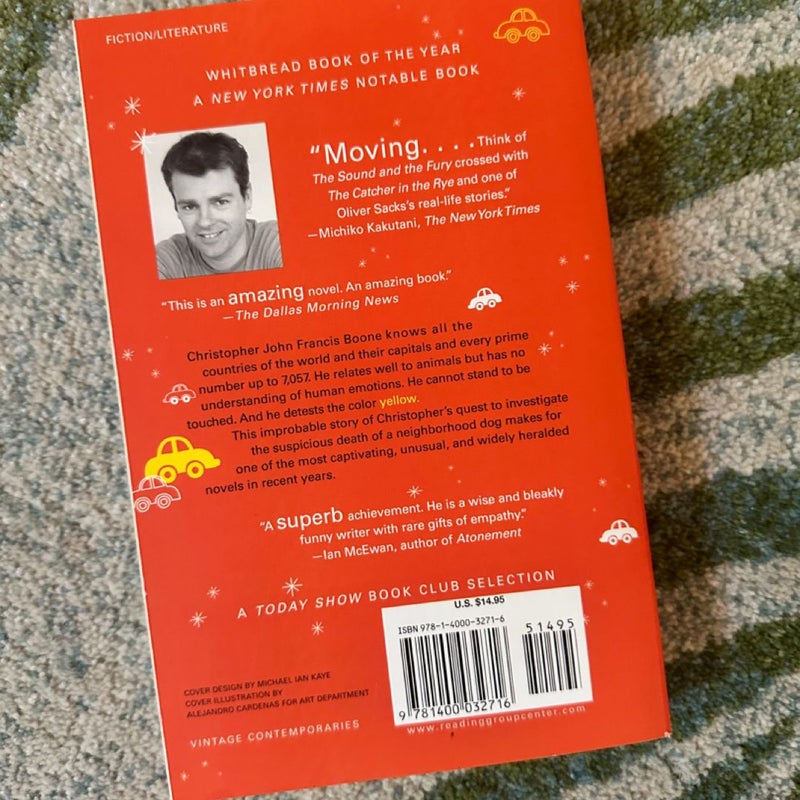 FICTION/LITERATURE
WHITBREAD BOOK OF THE YEAR
A NEW YORK TIMES NOTABLE BOOK
“Moving. . . . Think of
The Sound and the Fury crossed with
The Catcher in the Rye and one of
Oliver Sacks’s real-life stories.”
—Michiko Kakutani, The New York Times
“This is an amazing novel. An amazing book.”
—The Dallas Morning News
Christopher John Francis Boone knows all the
countries of the world and their capitals and every prime
number up to 7,057. He relates well to animals but has no
understanding of human emotions. He cannot stand to be
touched. And he detests the color yellow.
This improbable story of Christopher’s quest to investigate
the suspicious death of a neighborhood dog makes for
one of the most captivating, unusual, and widely heralded
novels in recent years.
“A superb achievement. He is a wise and bleakly
funny writer with rare gifts of empathy.”
—Ian McEwan, author of Atonement
A TODAY SHOW BOOK CLUB SELECTION
U.S. $14.95
ISBN 978-1-4000-3271-6
51495
9 781400 032716
www.readinggroupcenter.com
COVER DESIGN BY MICHAEL IAN KAYE
COVER ILLUSTRATION BY
ALEJANDRO CARDENAS FOR ART DEPARTMENT
VINTAGE CONTEMPORARIES